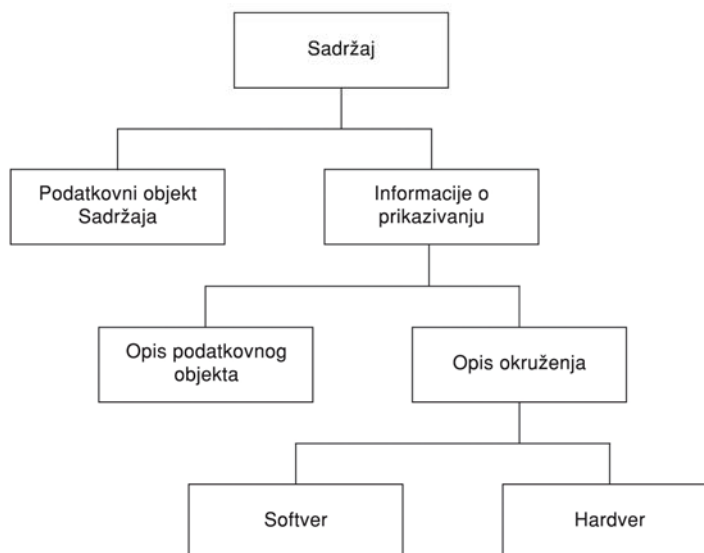 Sadržaj
Podatkovni objekt
Sadržaja
Informacije o
prikazivanju
Opis podatkovnog
objekta
Opis okruženja
Softver
Hardver